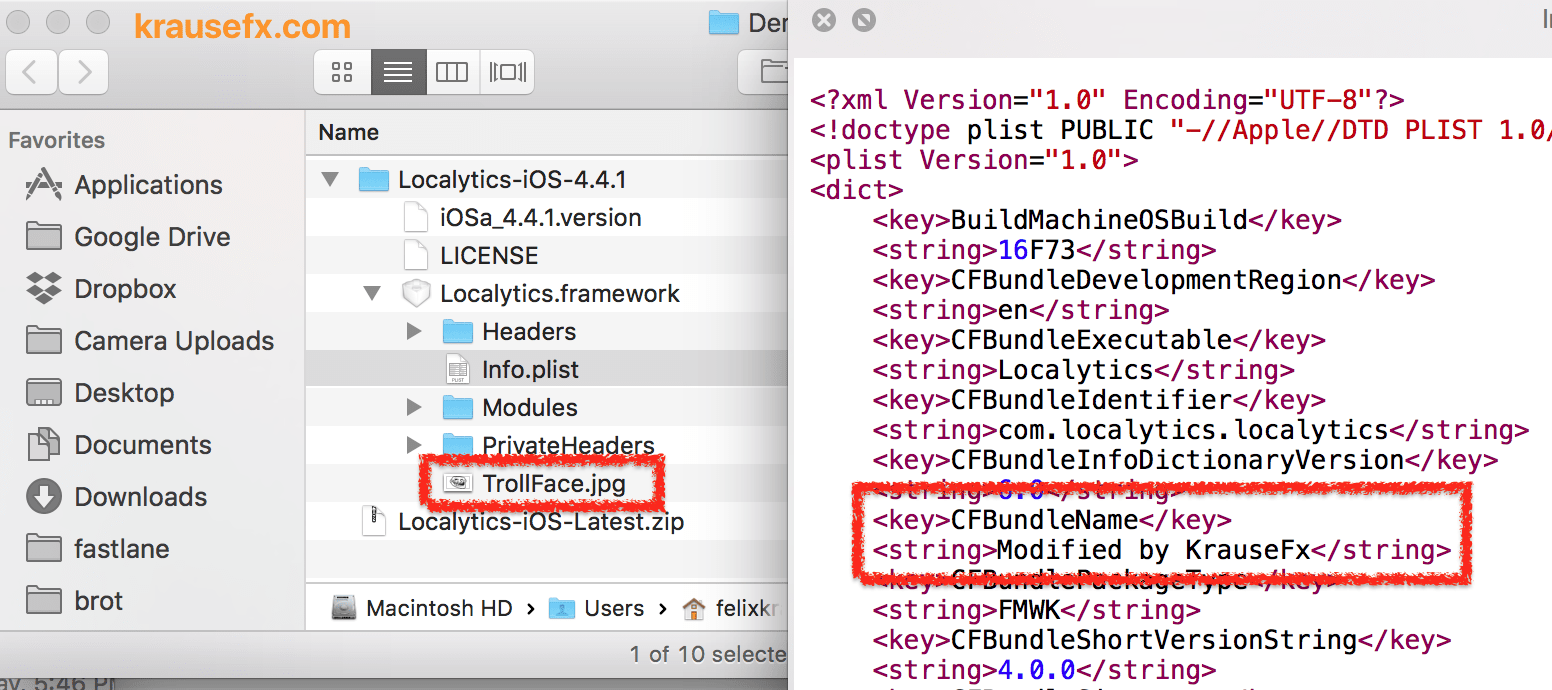 krausefx.com
Favorites
Applications
Google Drive
Dropbox
Camera Uploads
Desktop
Documents
Downloads
fastlane
brot
Name
Localytics-iOS-4.4.1
iOSa_4.4.1.version
LICENSE
Localytics.framework
Headers
Info.plist
Modules
PrivateHeaders
TrollFace.jpg
Localytics-iOS-Latest.zip
Macintosh HD › Users ›
1 of 10
5:46
<?xml Version="1.0" Encoding="UTF-8"?>
<!doctype plist PUBLIC "-//Apple//DTD PLIST 1.0/
<plist Version="1.0">
<dict>
<key>BuildMachineOSBuild</key>
<string>16F73</string>
<key>CFBundleDevelopmentRegion</key>
<string>en</string>
<key>CFBundleExecutable</key>
<string>Localytics</string>
<key>CFBundleIdentifier</key>
<string>com.localytics.localytics</string>
<key>CFBundleInfoDictionaryVersion</key>
<string>6.0</string>
<key>CFBundleName</key>
<string>Modified by KrauseFx</string>
<key>CFBundlePackageType</key>
<string>FMWK</string>
<key>CFBundleShortVersionString</key>
<string>4.0.0</string>